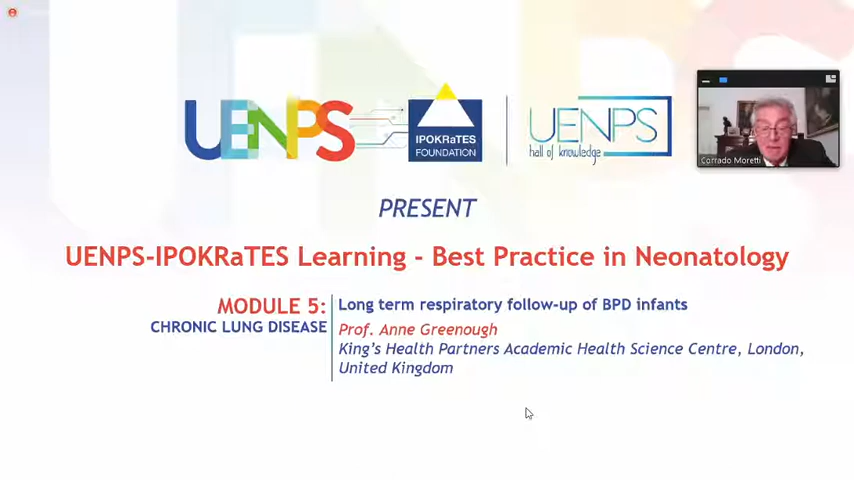 UENPS
IPOKRaTES
FOUNDATION
UENPS
hall of knowledge
Corrado Moretti
PRESENT
UENPS-IPOKRaTES Learning - Best Practice in Neonatology
MODULE 5:
CHRONIC LUNG DISEASE
Long term respiratory follow-up of BPD infants
Prof. Anne Greenough
King's Health Partners Academic Health Science Centre, London,
United Kingdom